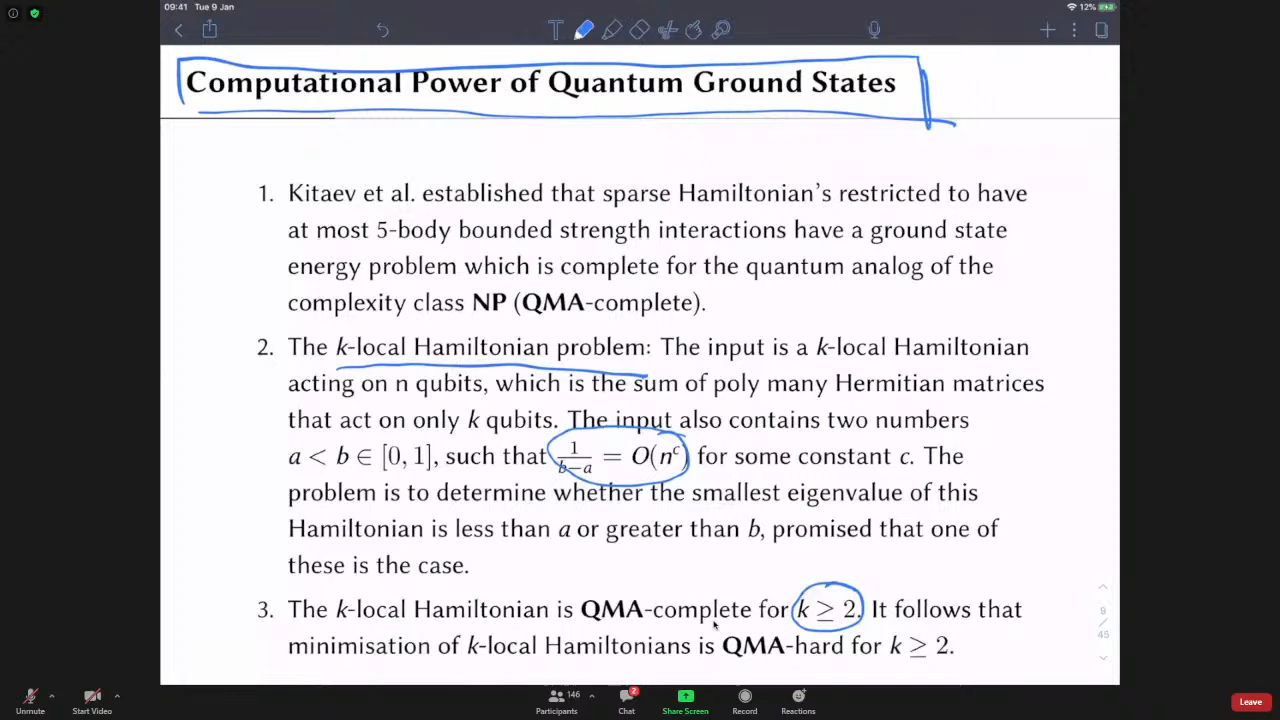 09:41 Tue 9 Jan
12%
Computational Power of Quantum Ground States
1. Kitaev et al. established that sparse Hamiltonian's restricted to have
at most 5-body bounded strength interactions have a ground state
energy problem which is complete for the quantum analog of the
complexity class NP (QMA-complete).
2. The k-local Hamiltonian problem: The input is a k-local Hamiltonian
acting on n qubits, which is the sum of poly many Hermitian matrices
that act on only k qubits. The input also contains two numbers
a < b ∈ [0, 1], such that 1/(b−a) = O(n^c) for some constant c. The
problem is to determine whether the smallest eigenvalue of this
Hamiltonian is less than a or greater than b, promised that one of
these is the case.
3. The k-local Hamiltonian is QMA-complete for k ≥ 2. It follows that
minimisation of k-local Hamiltonians is QMA-hard for k ≥ 2.
9
/
45
Unmute
Start Video
146
Participants
2
Chat
Share Screen
Record
Reactions
Leave